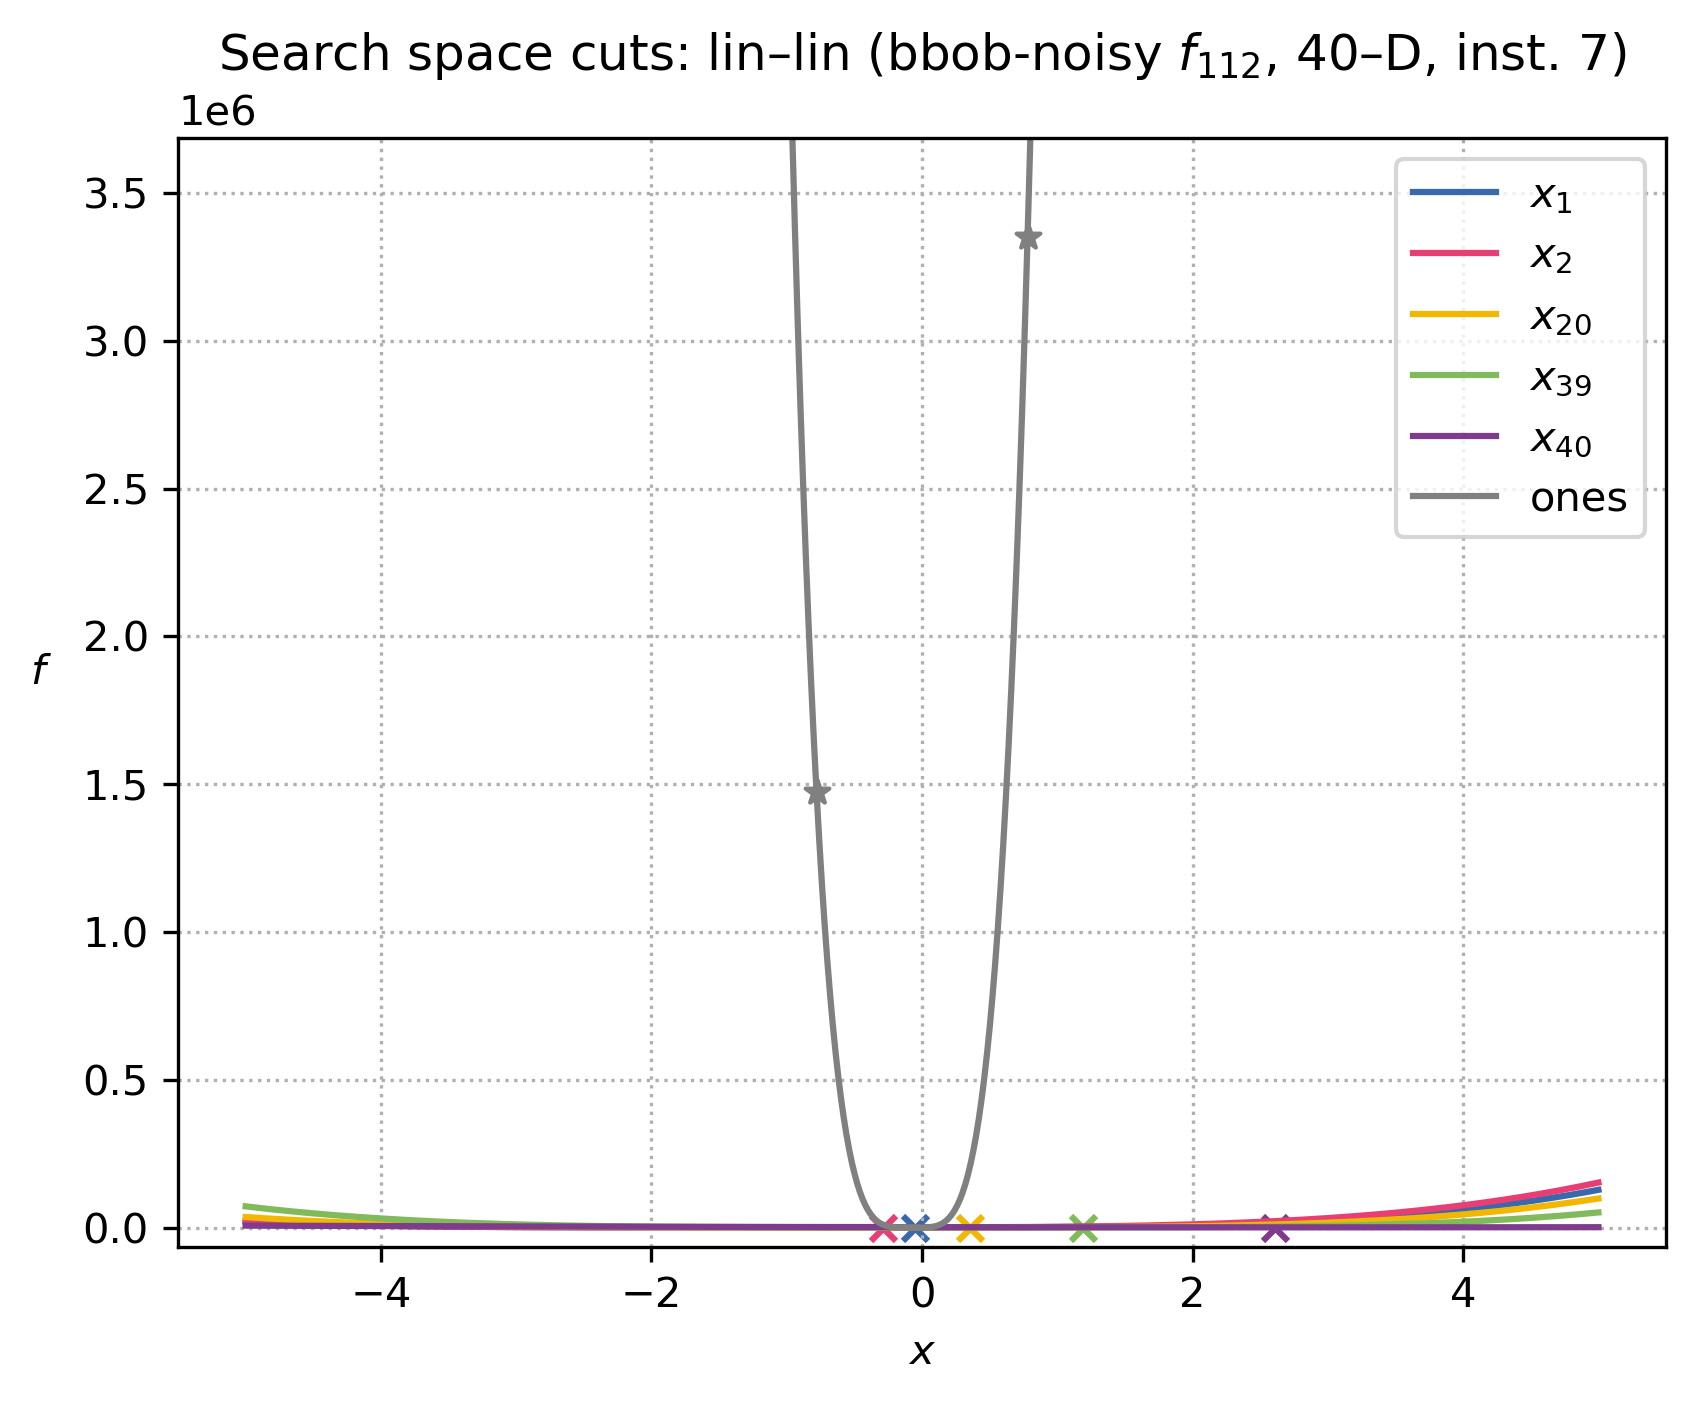 Search space cuts: lin–lin (bbob-noisy f₁₁₂, 40–D, inst. 7)
1e6
3.5
3.0
2.5
2.0
1.5
1.0
0.5
0.0
f
−4
−2
0
2
4
x
x₁
x₂
x₂₀
x₃₉
x₄₀
ones